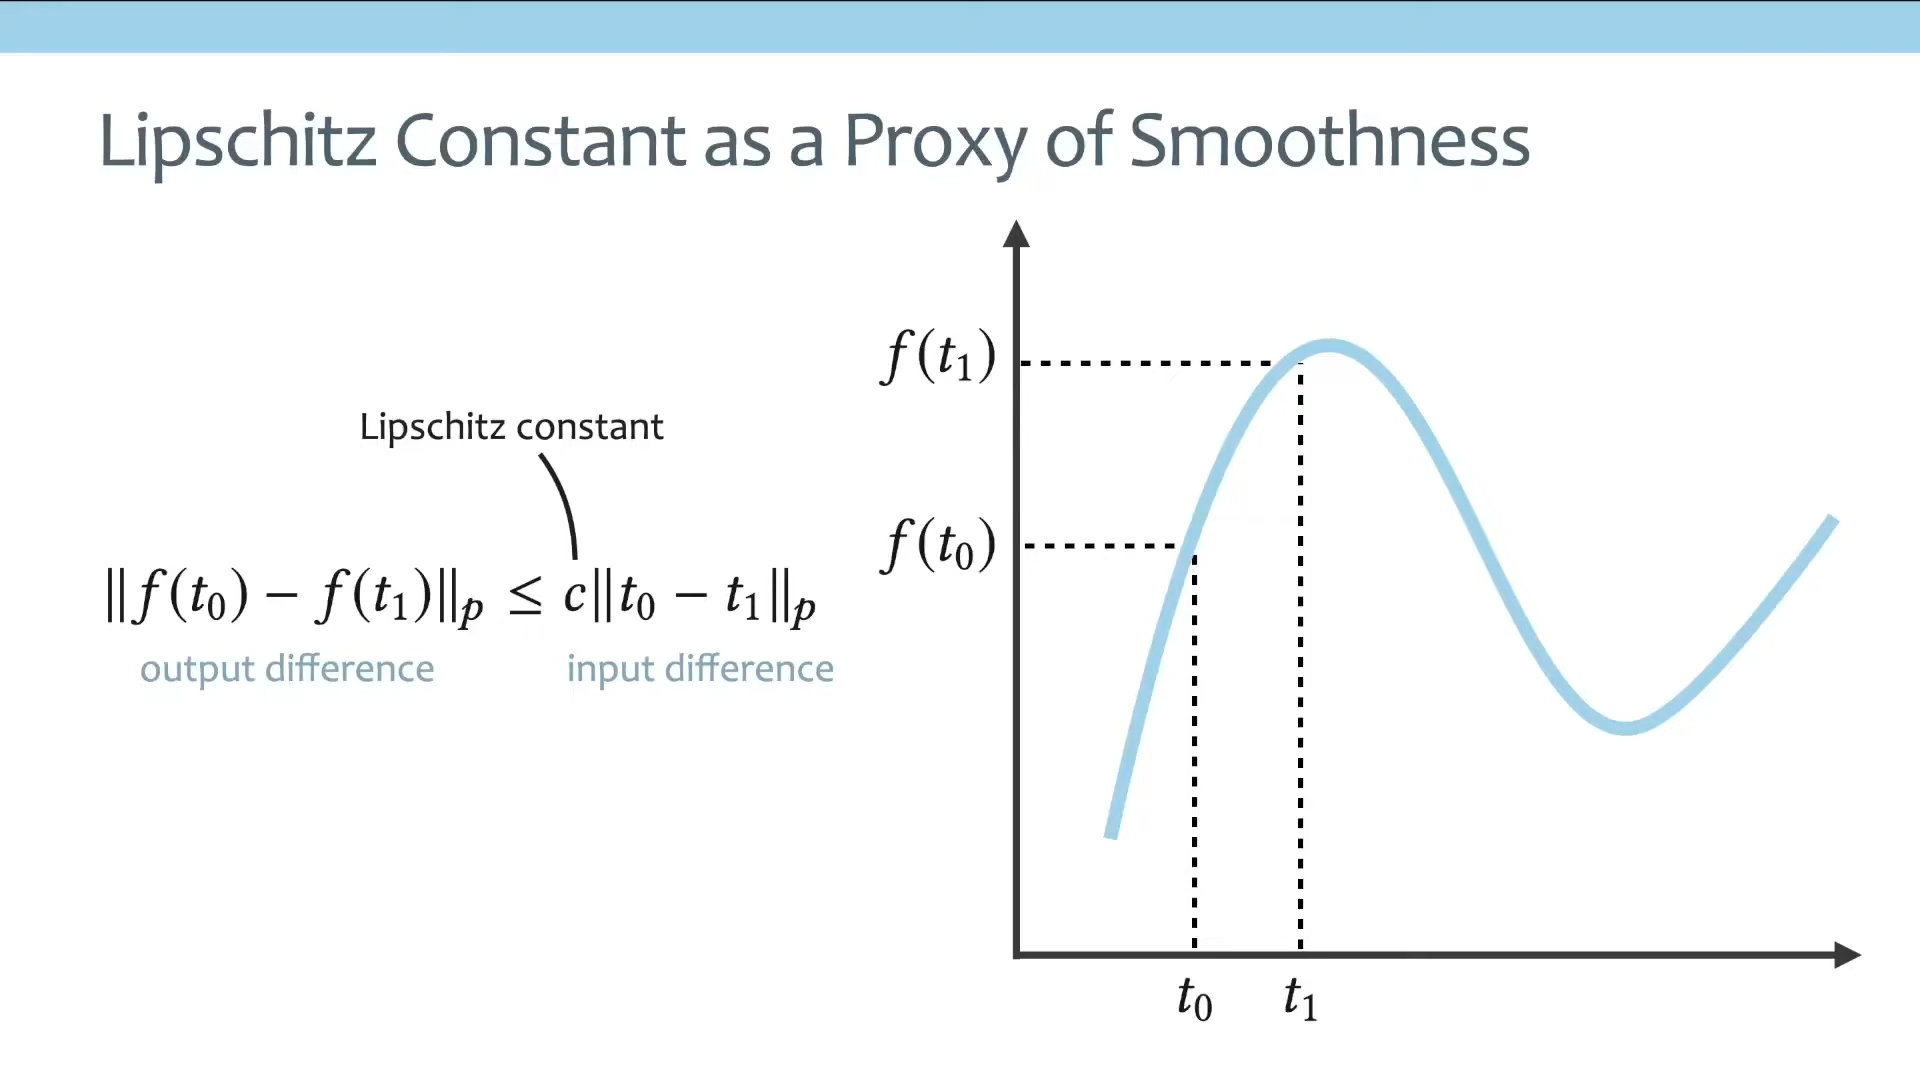 Lipschitz Constant as a Proxy of Smoothness
Lipschitz constant
‖f(t₀) − f(t₁)‖ₚ ≤ c‖t₀ − t₁‖ₚ
output difference
input difference
f(t₁)
f(t₀)
t₀
t₁